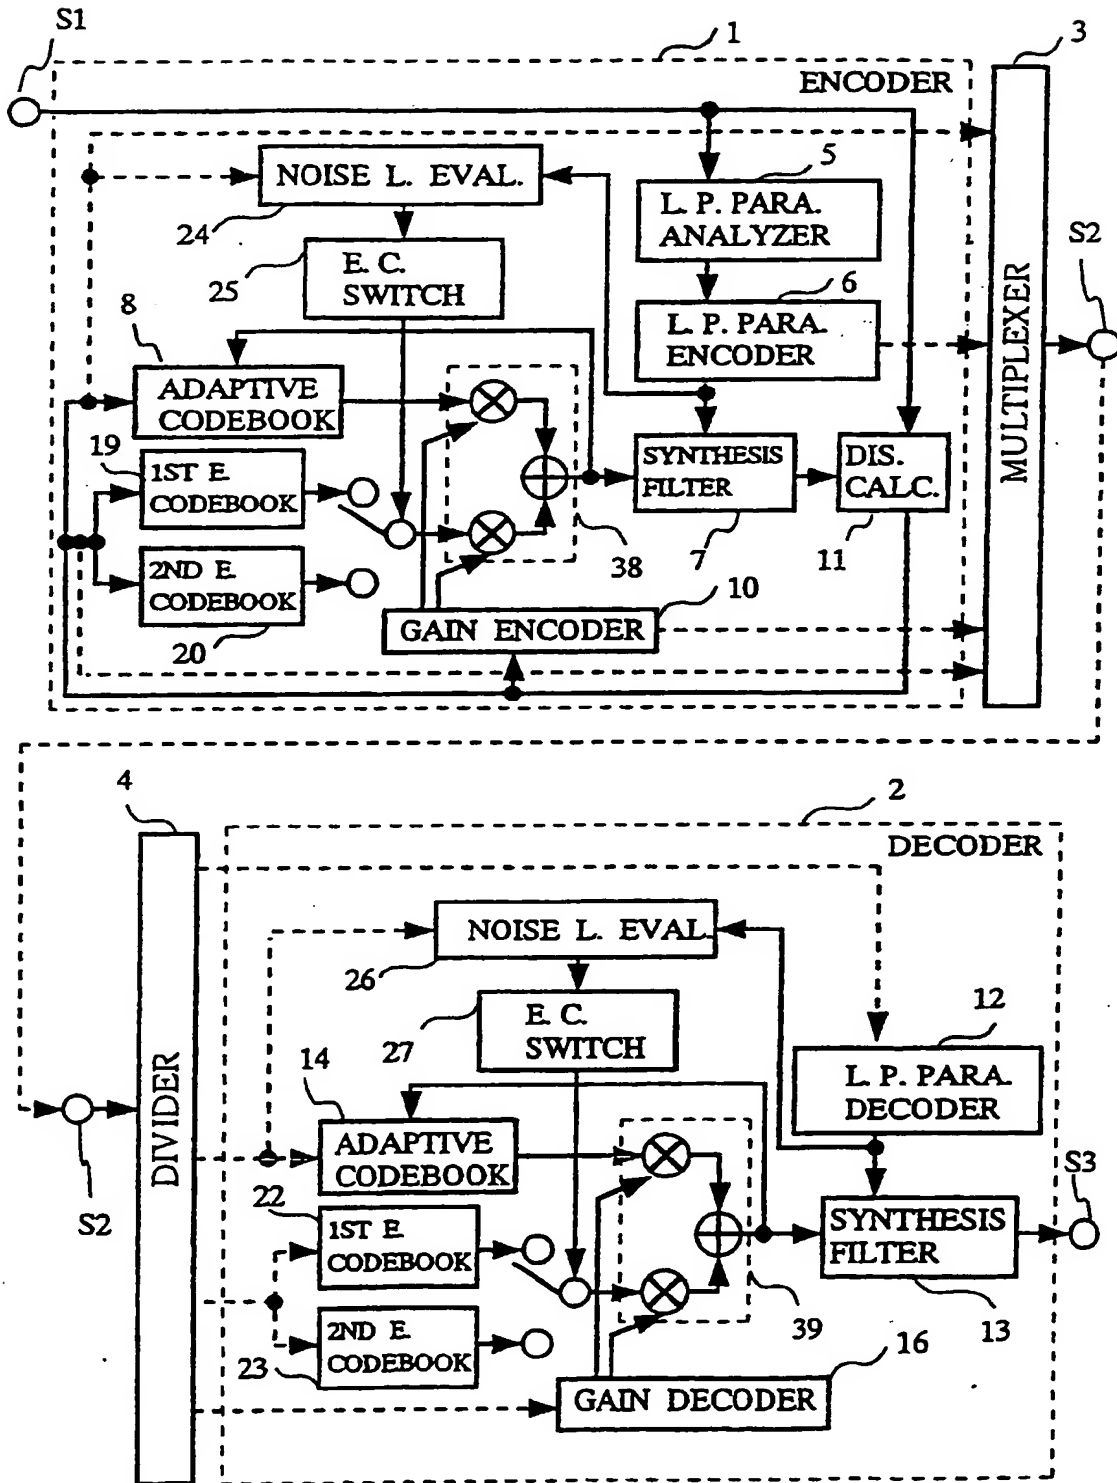 S1
1
3
ENCODER
5
NOISE L. EVAL.
L. P. PARA.
ANALYZER
24
S2
25
E. C.
SWITCH
6
8
L. P. PARA.
ENCODER
MULTIPLEXER
ADAPTIVE
CODEBOOK
19
1ST E.
CODEBOOK
SYNTHESIS
FILTER
DIS.
CALC.
38
7
11
2ND E.
CODEBOOK
10
20
GAIN ENCODER
4
2
DECODER
NOISE L. EVAL.
26
12
27
E. C.
SWITCH
14
L. P. PARA.
DECODER
DIVIDER
ADAPTIVE
CODEBOOK
S3
S2
22
1ST E.
CODEBOOK
SYNTHESIS
FILTER
39
13
2ND E.
CODEBOOK
16
23
GAIN DECODER